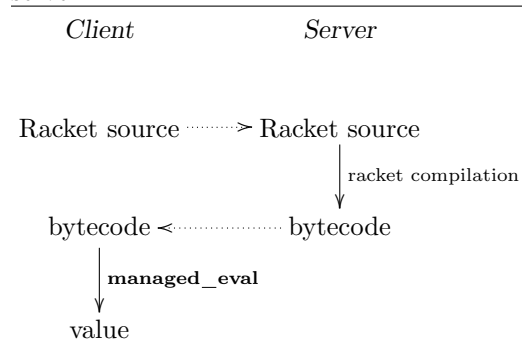 Client Server
Racket source Racket source
racket compilation
bytecode bytecode
managed_eval
value